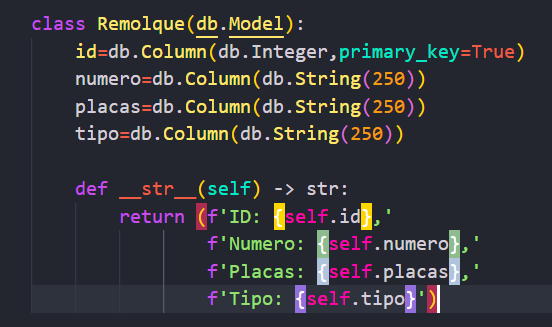 class Remolque(db.Model):
    id=db.Column(db.Integer,primary_key=True)
    numero=db.Column(db.String(250))
    placas=db.Column(db.String(250))
    tipo=db.Column(db.String(250))

    def __str__(self) -> str:
        return (f'ID: {self.id},'
                f'Numero: {self.numero},'
                f'Placas: {self.placas},'
                f'Tipo: {self.tipo}')